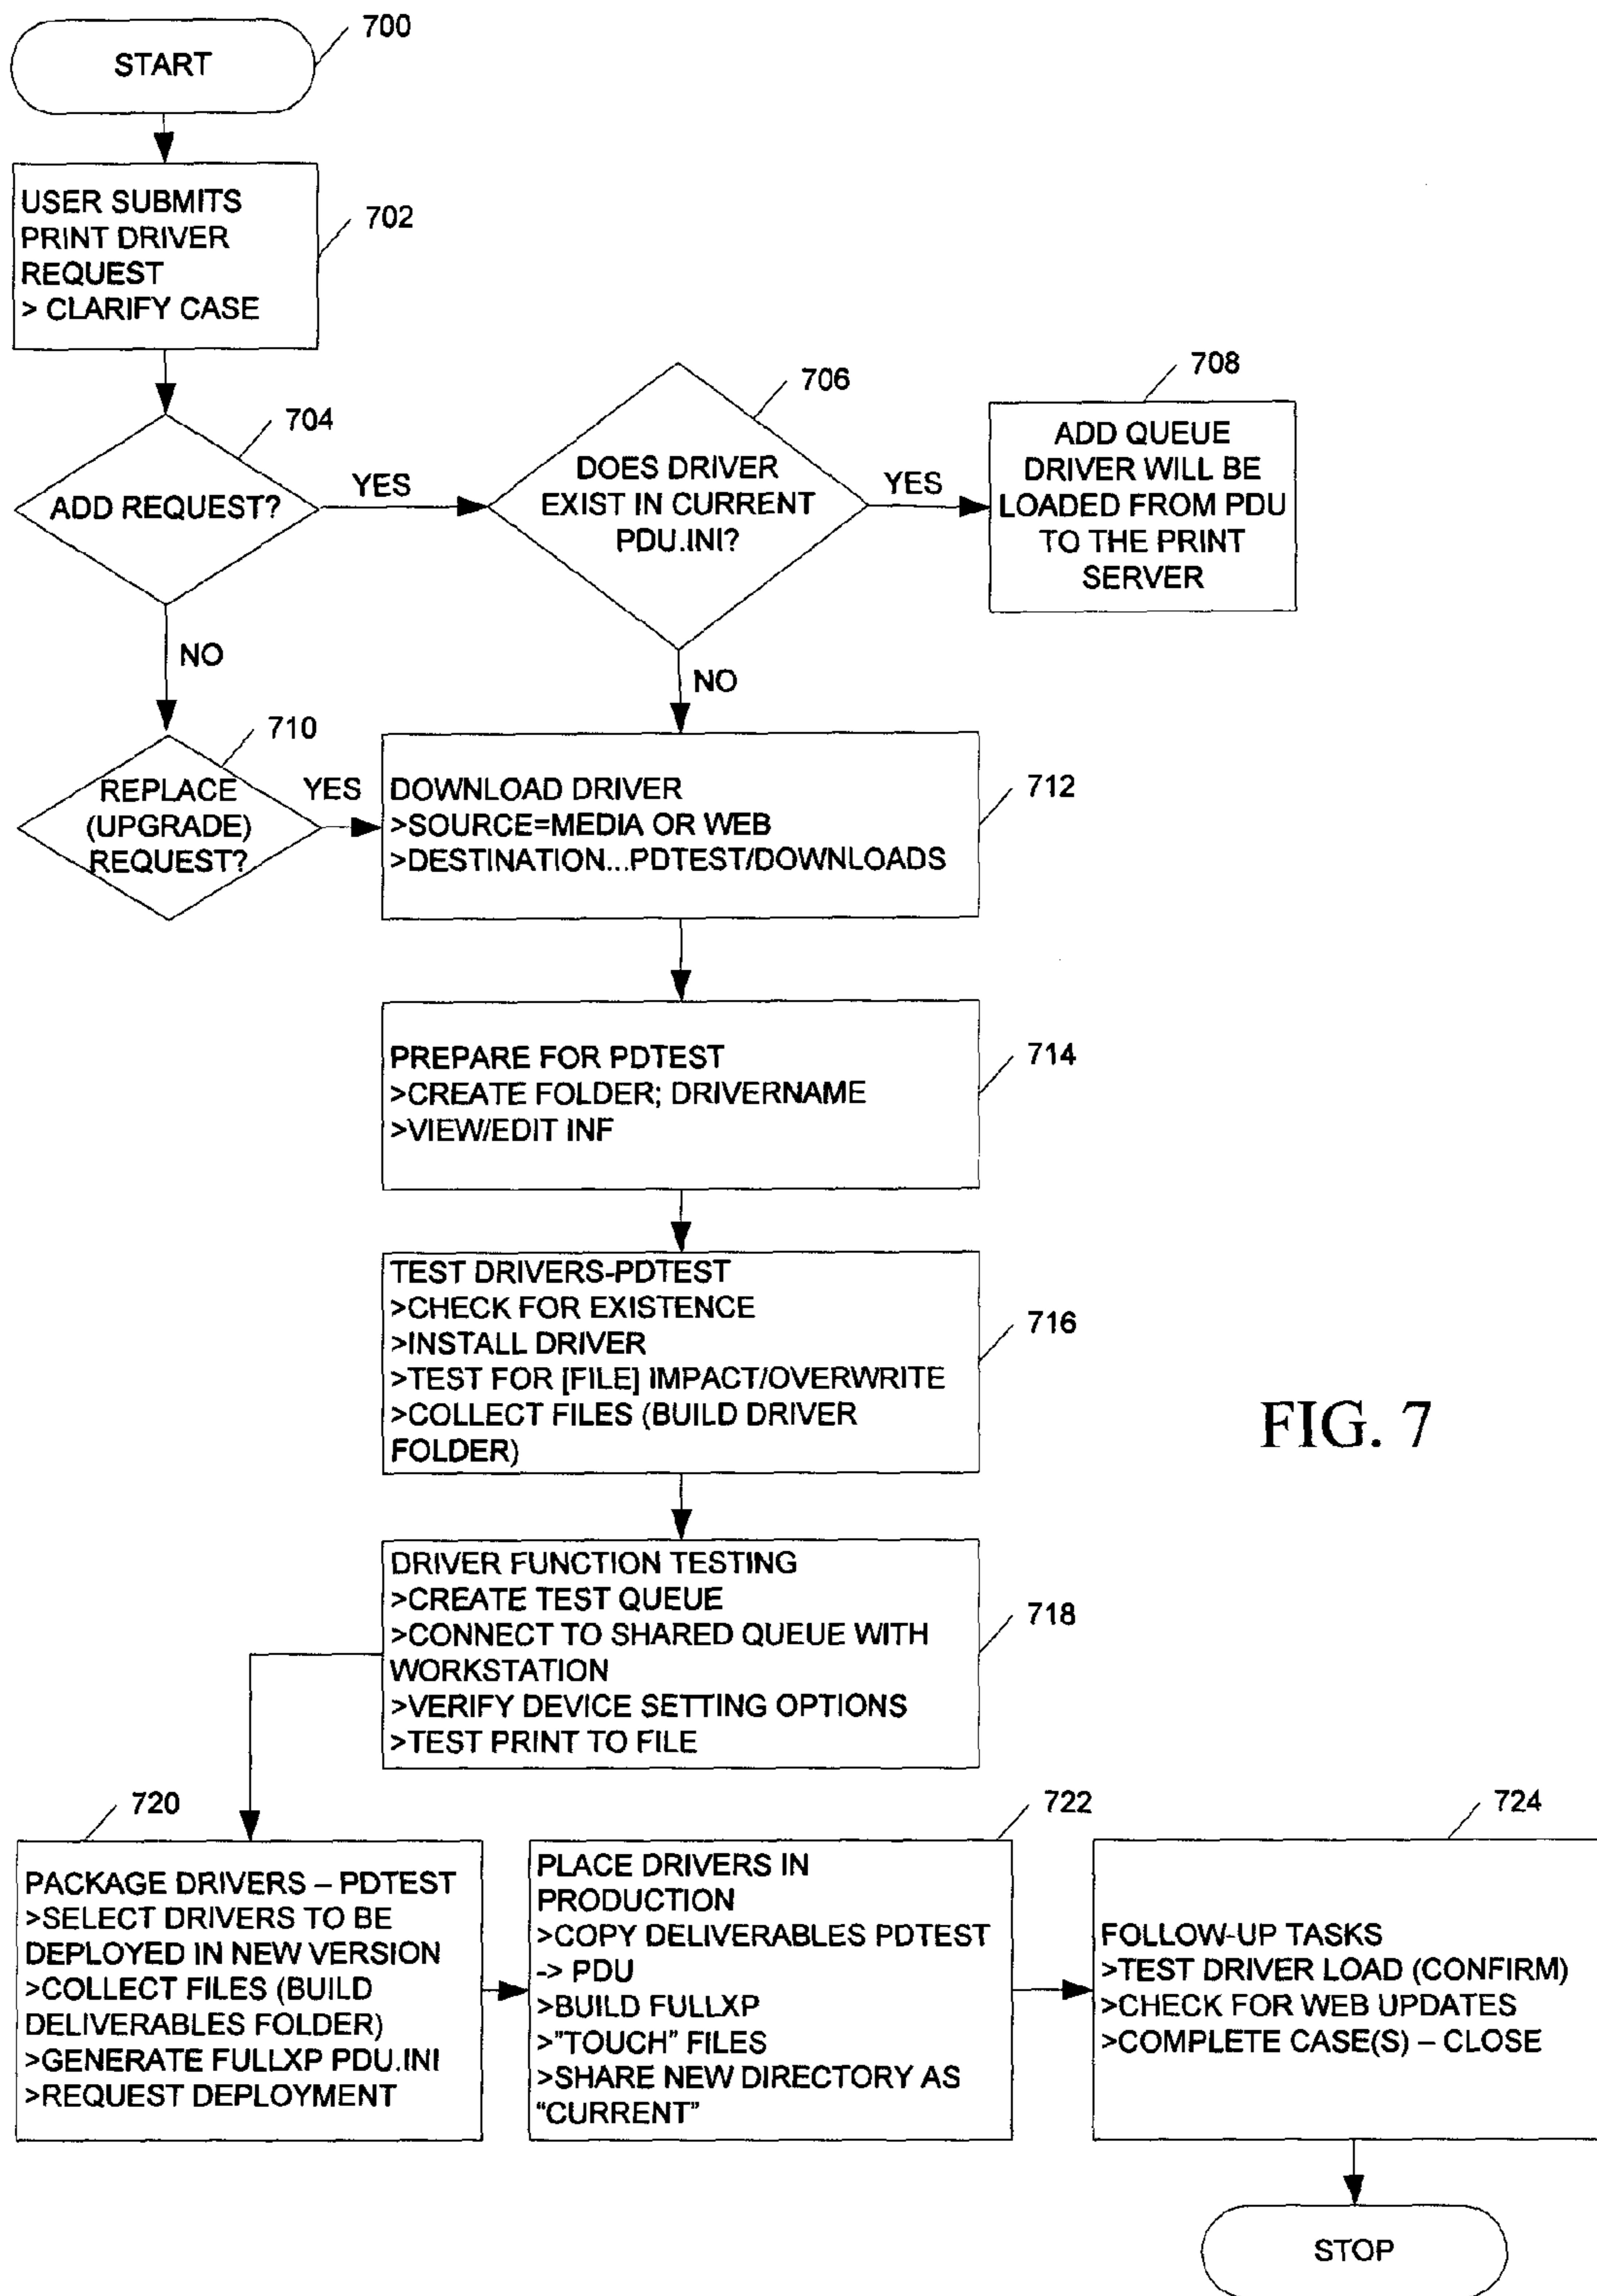 START
700
USER SUBMITS
PRINT DRIVER
REQUEST
> CLARIFY CASE
702
704
ADD REQUEST?
YES
NO
706
DOES DRIVER
EXIST IN CURRENT
PDU.INI?
YES
NO
708
ADD QUEUE
DRIVER WILL BE
LOADED FROM PDU
TO THE PRINT
SERVER
710
REPLACE
(UPGRADE)
REQUEST?
YES
DOWNLOAD DRIVER
>SOURCE=MEDIA OR WEB
>DESTINATION...PDTEST/DOWNLOADS
712
PREPARE FOR PDTEST
>CREATE FOLDER; DRIVERNAME
>VIEW/EDIT INF
714
TEST DRIVERS-PDTEST
>CHECK FOR EXISTENCE
>INSTALL DRIVER
>TEST FOR [FILE] IMPACT/OVERWRITE
>COLLECT FILES (BUILD DRIVER
FOLDER)
716
FIG. 7
DRIVER FUNCTION TESTING
>CREATE TEST QUEUE
>CONNECT TO SHARED QUEUE WITH
WORKSTATION
>VERIFY DEVICE SETTING OPTIONS
>TEST PRINT TO FILE
718
720
PACKAGE DRIVERS – PDTEST
>SELECT DRIVERS TO BE
DEPLOYED IN NEW VERSION
>COLLECT FILES (BUILD
DELIVERABLES FOLDER)
>GENERATE FULLXP PDU.INI
>REQUEST DEPLOYMENT
722
PLACE DRIVERS IN
PRODUCTION
>COPY DELIVERABLES PDTEST
-> PDU
>BUILD FULLXP
>"TOUCH" FILES
>SHARE NEW DIRECTORY AS
“CURRENT”
724
FOLLOW-UP TASKS
>TEST DRIVER LOAD (CONFIRM)
>CHECK FOR WEB UPDATES
>COMPLETE CASE(S) – CLOSE
STOP